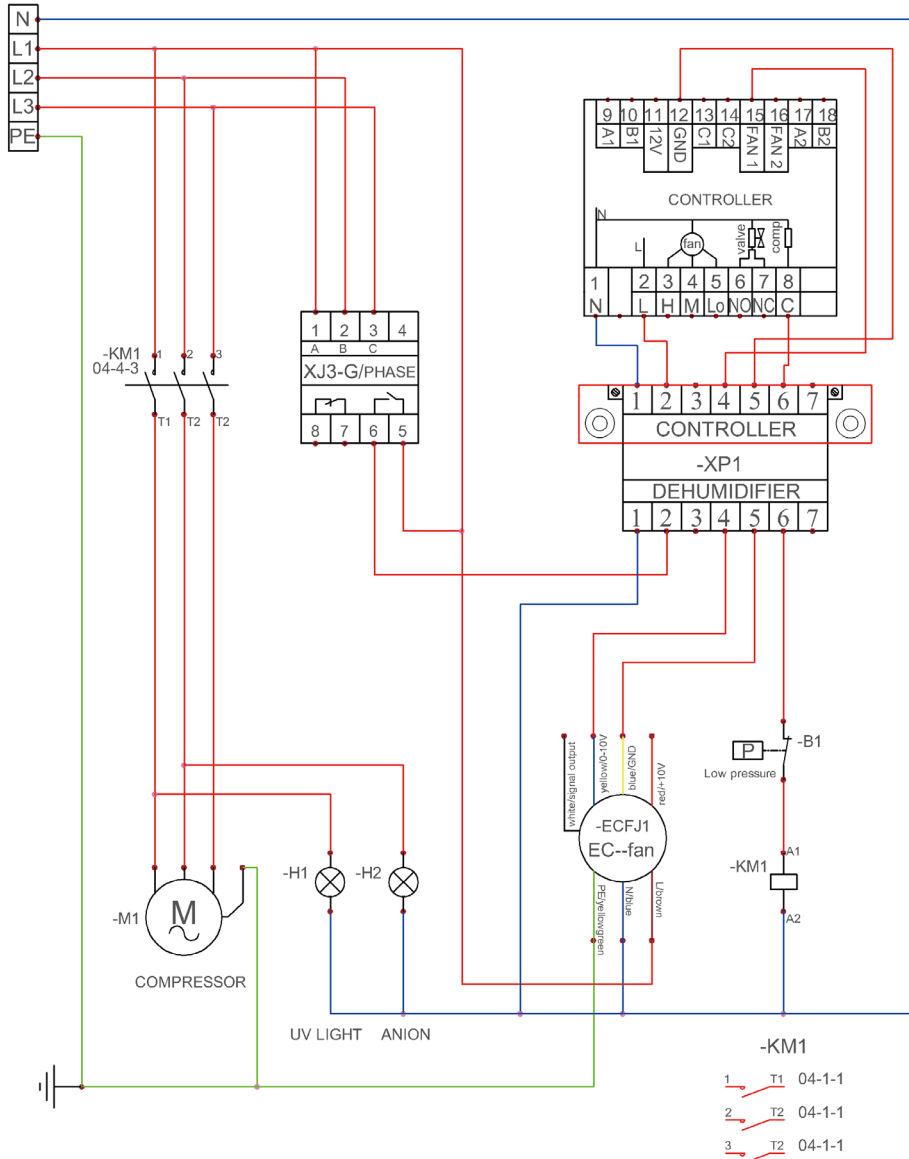 N
L1
L2
L3
PE
9 10 11 12 13 14 15 16 17 18
A1 B1 12V GND C1 C2 FAN 1 FAN 2 A2 B2
CONTROLLER
N
L
fan
valve
comp
1 2 3 4 5 6 7 8
N L H M Lo NO NC C
-KM1
04-4-3
1 2 3
T1 T2 T2
1 2 3 4
A B C
XJ3-G/PHASE
8 7 6 5
1 2 3 4 5 6 7
CONTROLLER
-XP1
DEHUMIDIFIER
1 2 3 4 5 6 7
white/signal output
yellow/0-10V
blue/GND
red/+10V
-ECFJ1
EC--fan
PE/yellowgreen
N/blue
L/brown
P
-B1
Low pressure
A1
-KM1
A2
-H1
-H2
-M1
M
COMPRESSOR
UV LIGHT
ANION
-KM1
1 T1 04-1-1
2 T2 04-1-1
3 T2 04-1-1